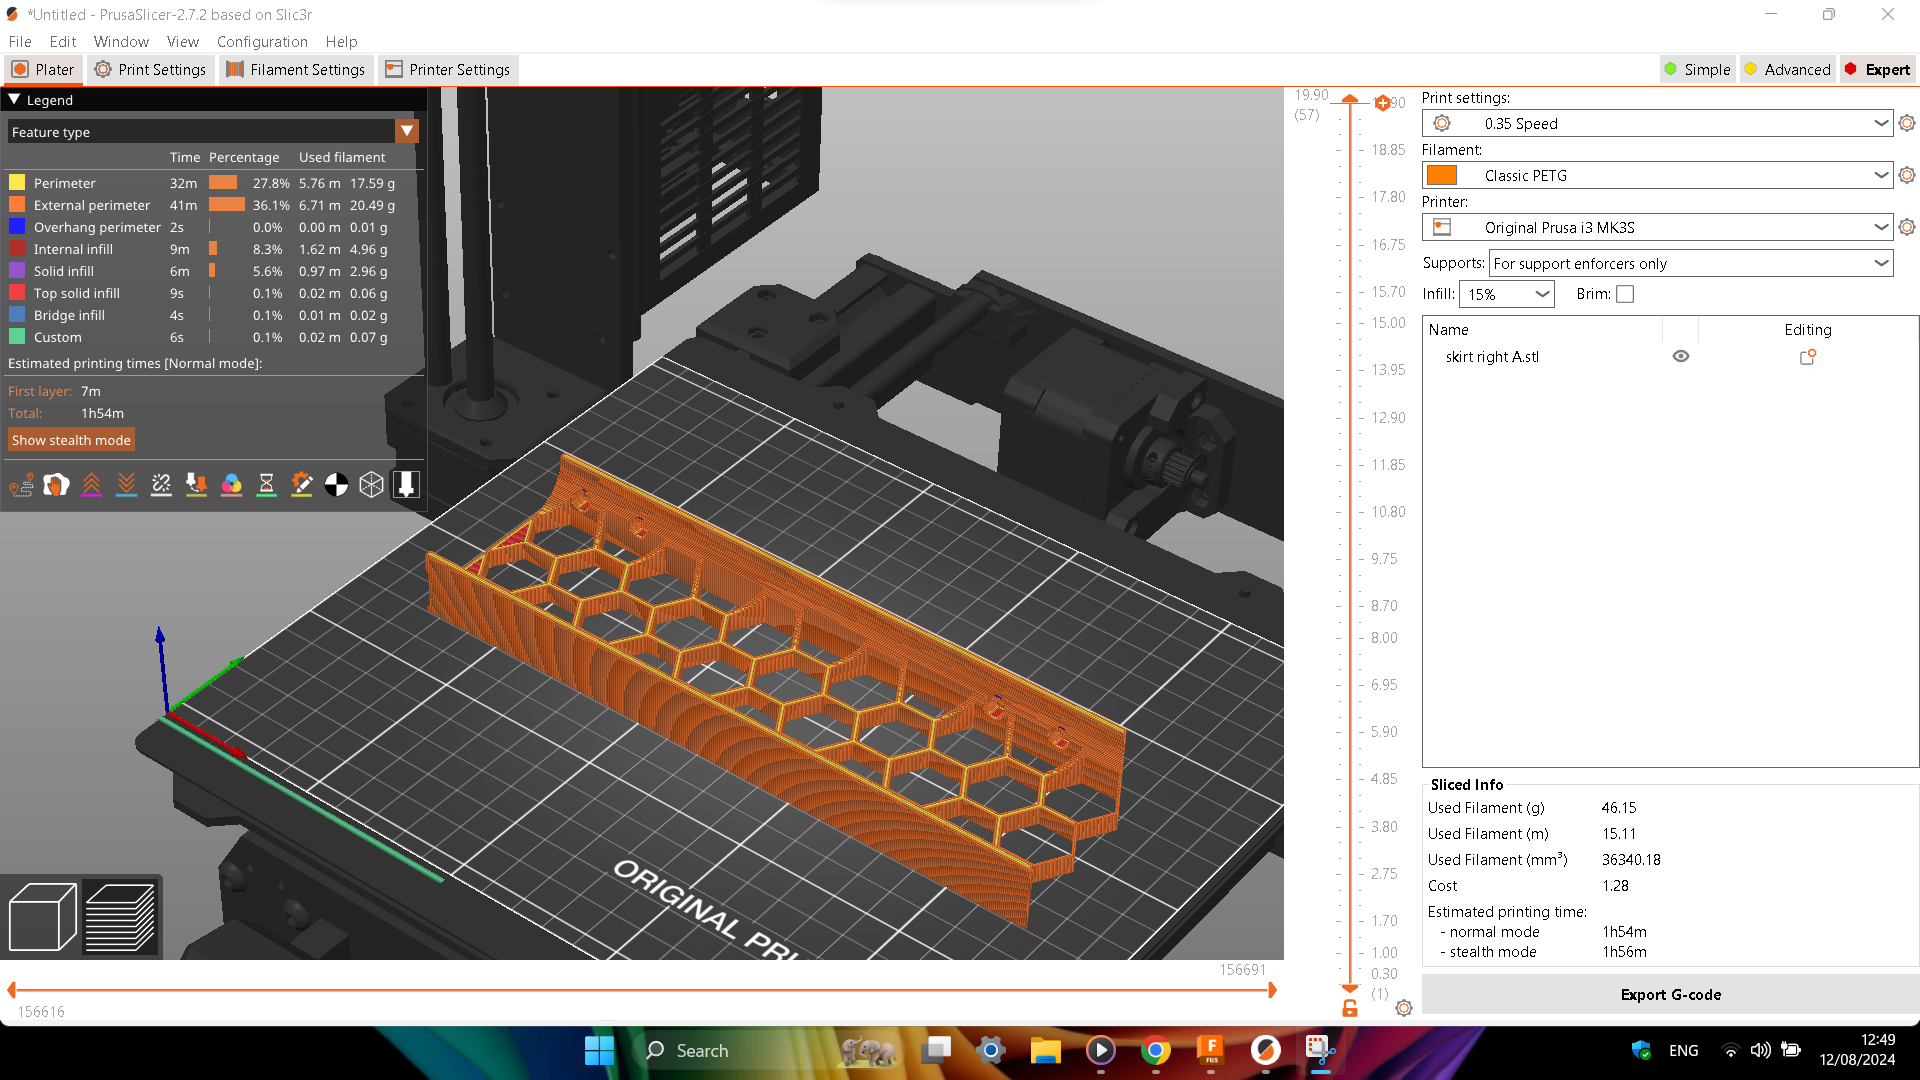 *Untitled - PrusaSlicer-2.7.2 based on Slic3r
File Edit Window View Configuration Help
Plater Print Settings Filament Settings Printer Settings Simple Advanced Expert
Legend
Feature type
Time Percentage Used filament
Perimeter 32m 27.8% 5.76 m 17.59 g
External perimeter 41m 36.1% 6.71 m 20.49 g
Overhang perimeter 2s 0.0% 0.00 m 0.01 g
Internal infill 9m 8.3% 1.62 m 4.96 g
Solid infill 6m 5.6% 0.97 m 2.96 g
Top solid infill 9s 0.1% 0.02 m 0.06 g
Bridge infill 4s 0.1% 0.01 m 0.02 g
Custom 6s 0.1% 0.02 m 0.07 g
Estimated printing times [Normal mode]:
First layer: 7m
Total: 1h54m
Show stealth mode
ORIGINAL
156691
156616
19.90
(57)
18.85
17.80
16.75
15.70
15.00
13.95
12.90
11.85
10.80
9.75
8.70
8.00
6.95
5.90
4.85
3.80
2.75
1.70
1.00
0.30
(1)
Print settings:
0.35 Speed
Filament:
Classic PETG
Printer:
Original Prusa i3 MK3S
Supports: For support enforcers only
Infill: 15% Brim:
Name Editing
skirt right A.stl
Sliced Info
Used Filament (g) 46.15
Used Filament (m) 15.11
Used Filament (mm³) 36340.18
Cost 1.28
Estimated printing time:
- normal mode 1h54m
- stealth mode 1h56m
Export G-code
Search
F
FUS
ENG
12:49
12/08/2024